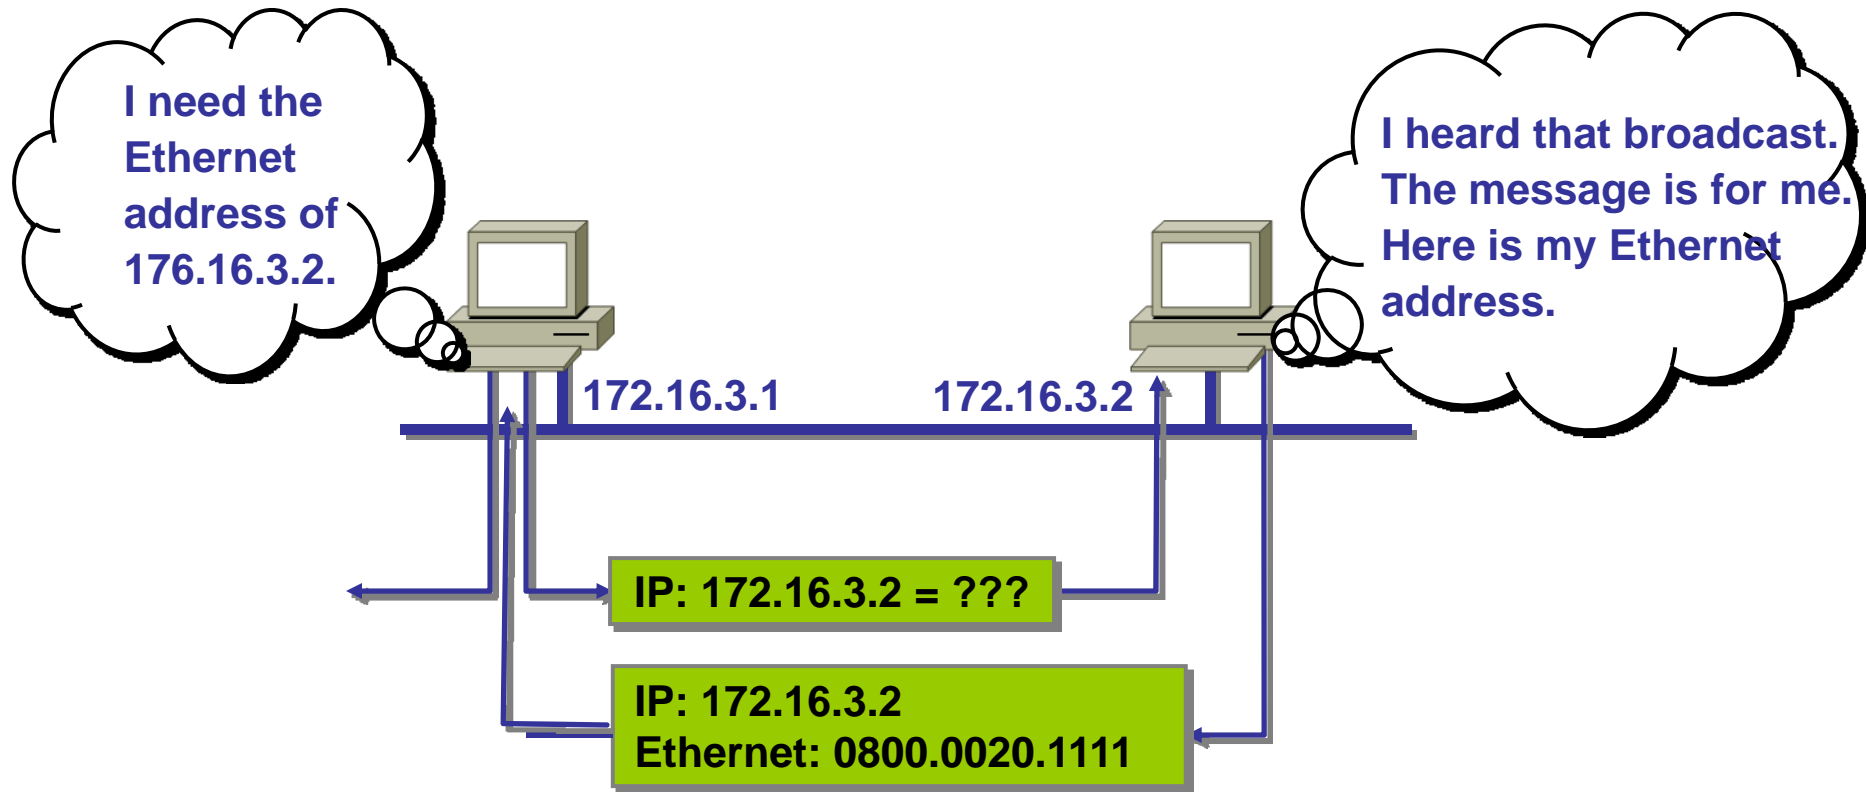 I need the
Ethernet
address of
176.16.3.2.
I heard that broadcast.
The message is for me.
Here is my Ethernet
address.
172.16.3.1
172.16.3.2
IP: 172.16.3.2 = ???
IP: 172.16.3.2
Ethernet: 0800.0020.1111